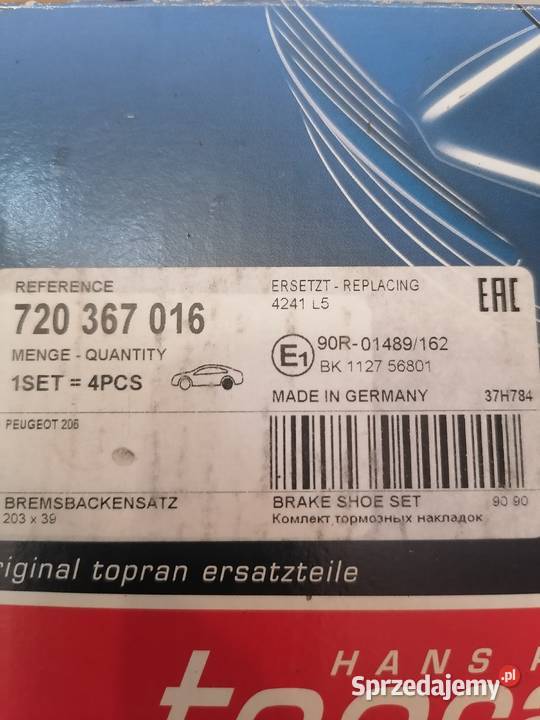 REFERENCE
720 367 016
MENGE - QUANTITY
1SET = 4PCS
PEUGEOT 206
BREMSBACKENSATZ
203 x 39
ERSETZT - REPLACING
4241 L5
EAC
E1
90R-01489/162
BK 1127 56801
MADE IN GERMANY 37H784
BRAKE SHOE SET 90 90
Комлект тормозных накладок
riginal topran ersatzteile
HANS
Sprzedajemy.pl